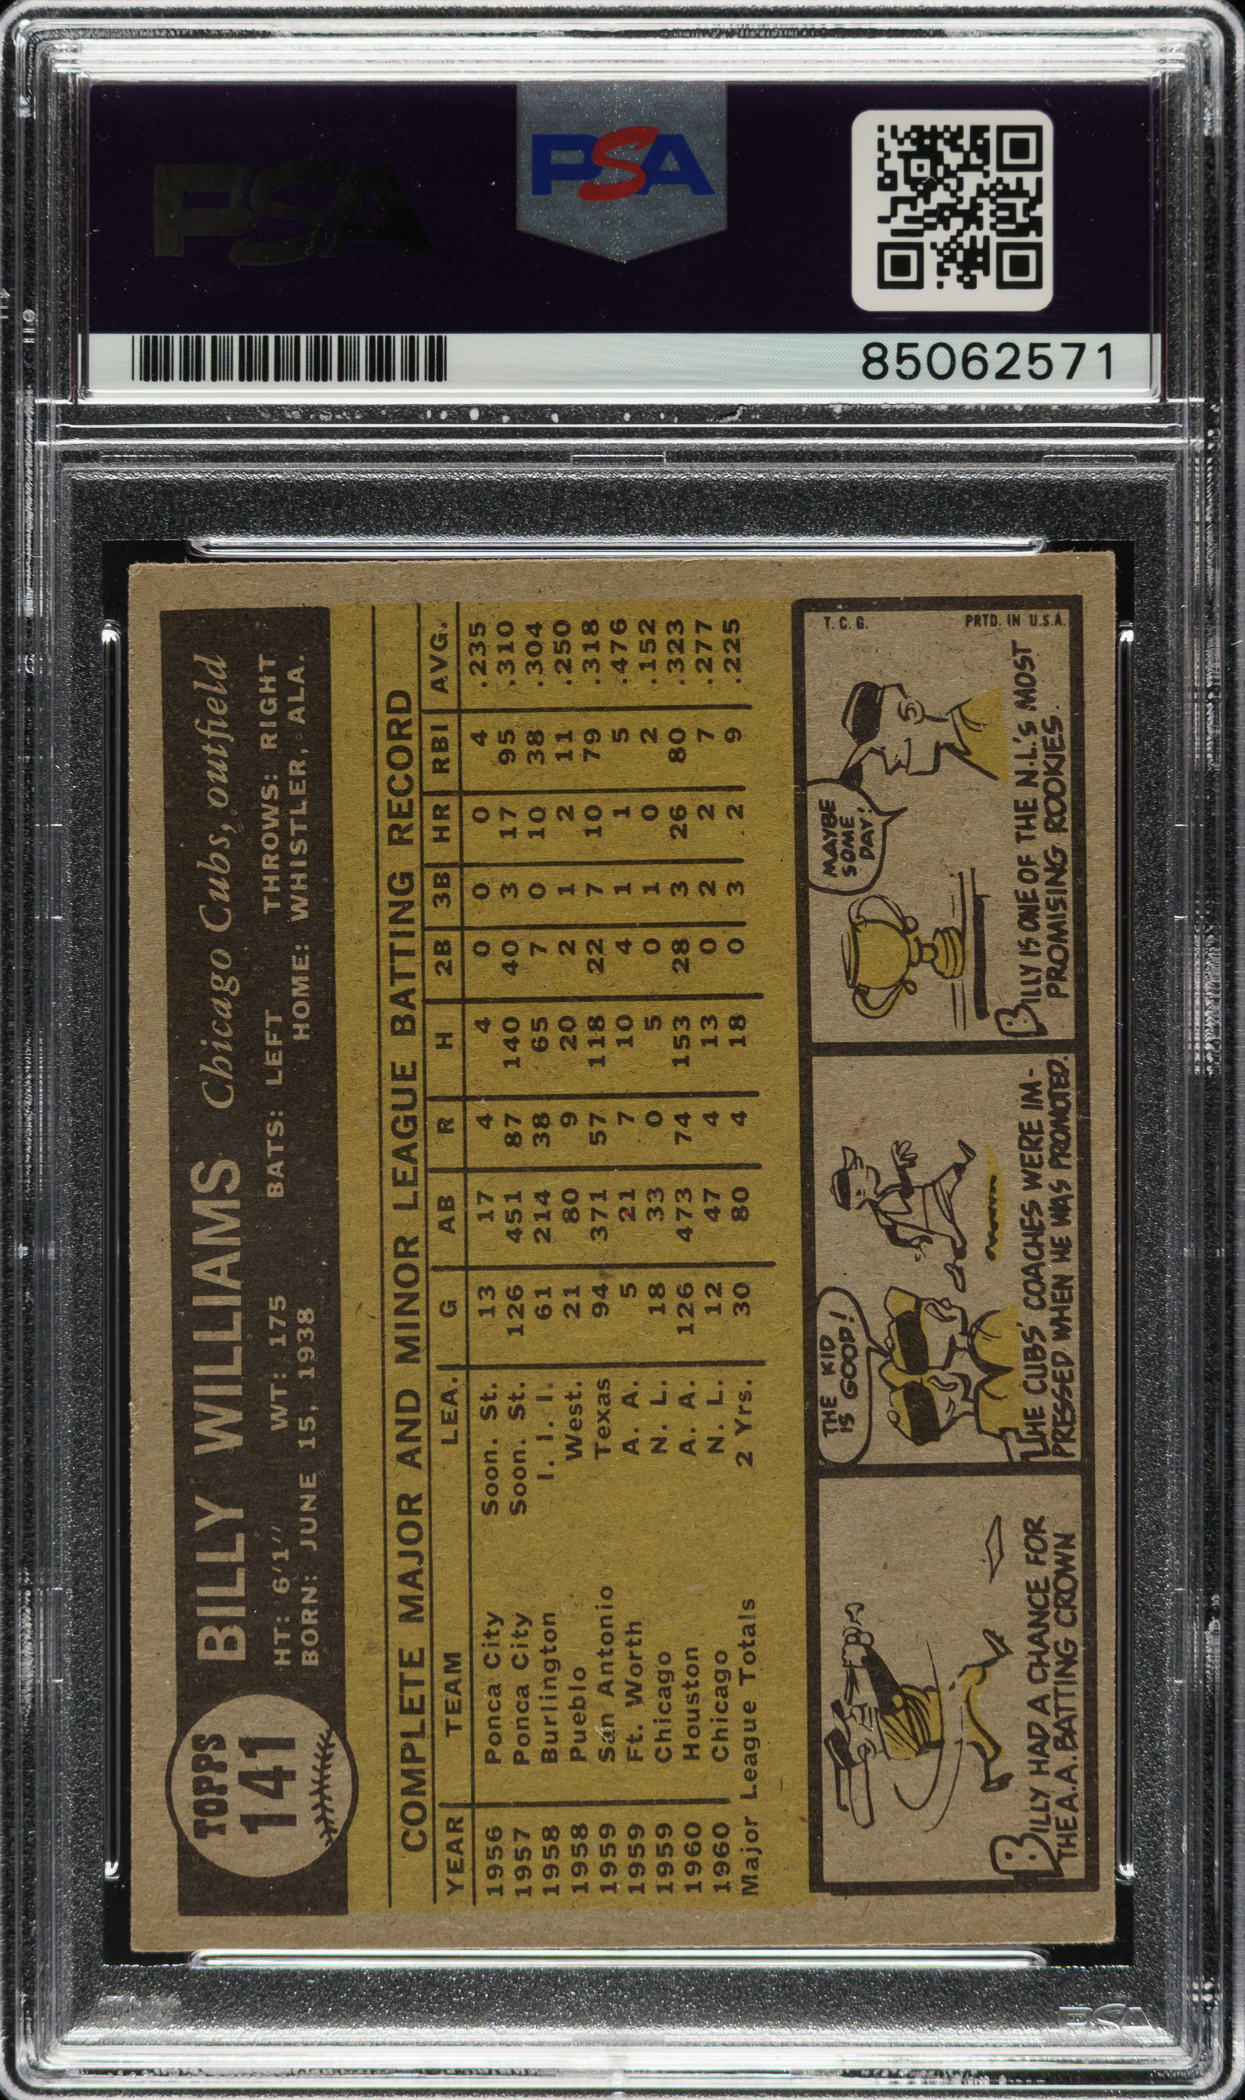 PSA
PSA
85062571
TOPPS
141
BILLY WILLIAMS Chicago Cubs, outfield
HT: 6'1" WT: 175 BATS: LEFT THROWS: RIGHT
BORN: JUNE 15, 1938 HOME: WHISTLER, ALA.
COMPLETE MAJOR AND MINOR LEAGUE BATTING RECORD
YEAR TEAM LEA. G AB R H 2B 3B HR RBI AVG.
1956 Ponca City Soon. St. 13 17 4 4 0 0 0 4 .235
1957 Ponca City Soon. St. 126 451 87 140 40 3 17 95 .310
1958 Burlington I. I. I. 61 214 38 65 7 0 10 38 .304
1958 Pueblo West. 21 80 9 20 2 1 2 11 .250
1959 San Antonio Texas 94 371 57 118 22 7 10 79 .318
1959 Ft. Worth A. A. 5 21 7 10 4 1 1 5 .476
1959 Chicago N. L. 18 33 0 5 0 1 0 2 .152
1960 Houston A. A. 126 473 74 153 28 3 26 80 .323
1960 Chicago N. L. 12 47 4 13 0 2 2 7 .277
Major League Totals 2 Yrs. 30 80 4 18 0 3 2 9 .225
BILLY HAD A CHANCE FOR
THE A.A. BATTING CROWN
THE KID
IS GOOD!
THE CUBS' COACHES WERE IM-
PRESSED WHEN HE WAS PROMOTED.
MAYBE
SOME
DAY!
BILLY IS ONE OF THE N.L.'S MOST
PROMISING ROOKIES.
T. C. G. PRTD. IN U.S.A.
PSA